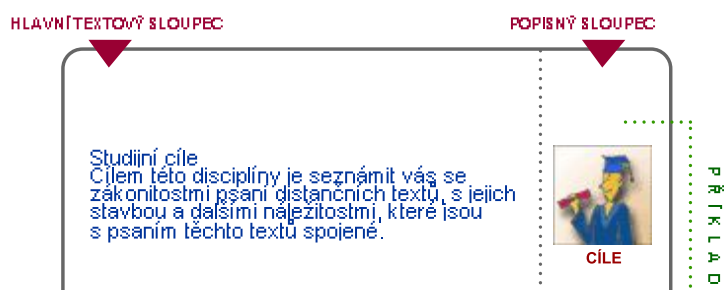 HLAVNÍ TEXTOVÝ SLOUPEC
POPISNÝ SLOUPEC
Studijní cíle
Cílem této disciplíny je seznámit vás se
zákonitostmi psaní distančních textů, s jejich
stavbou a dalšími náležitostmi, které jsou
s psaním těchto textů spojené.
CÍLE
PŘÍKLAD